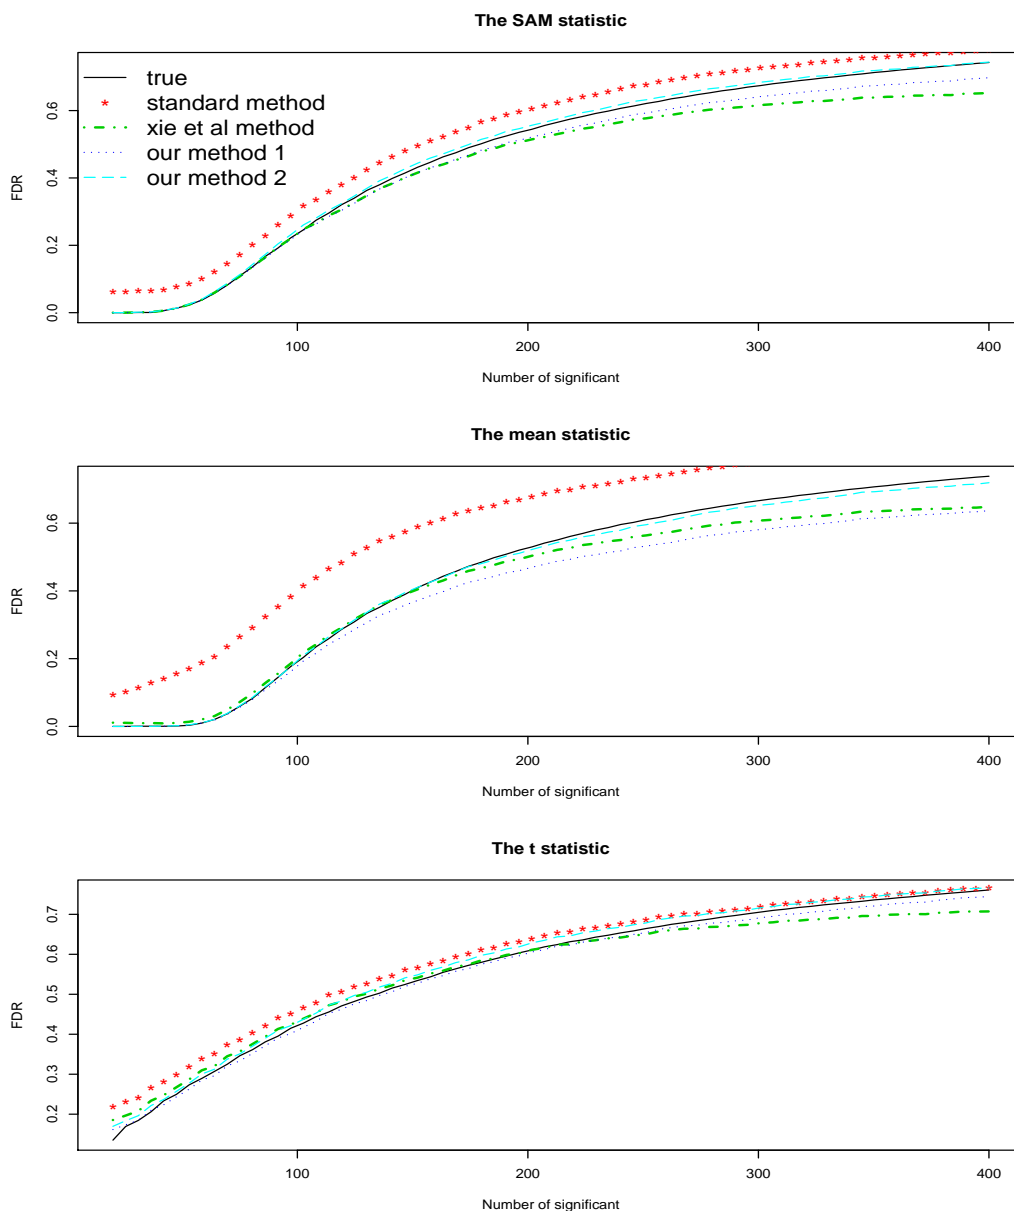 The SAM statistic
true
standard method
xie et al method
our method 1
our method 2
FDR
0.0
0.2
0.4
0.6
100
200
300
400
Number of significant
The mean statistic
FDR
0.0
0.2
0.4
0.6
100
200
300
400
Number of significant
The t statistic
FDR
0.2
0.3
0.4
0.5
0.6
0.7
100
200
300
400
Number of significant